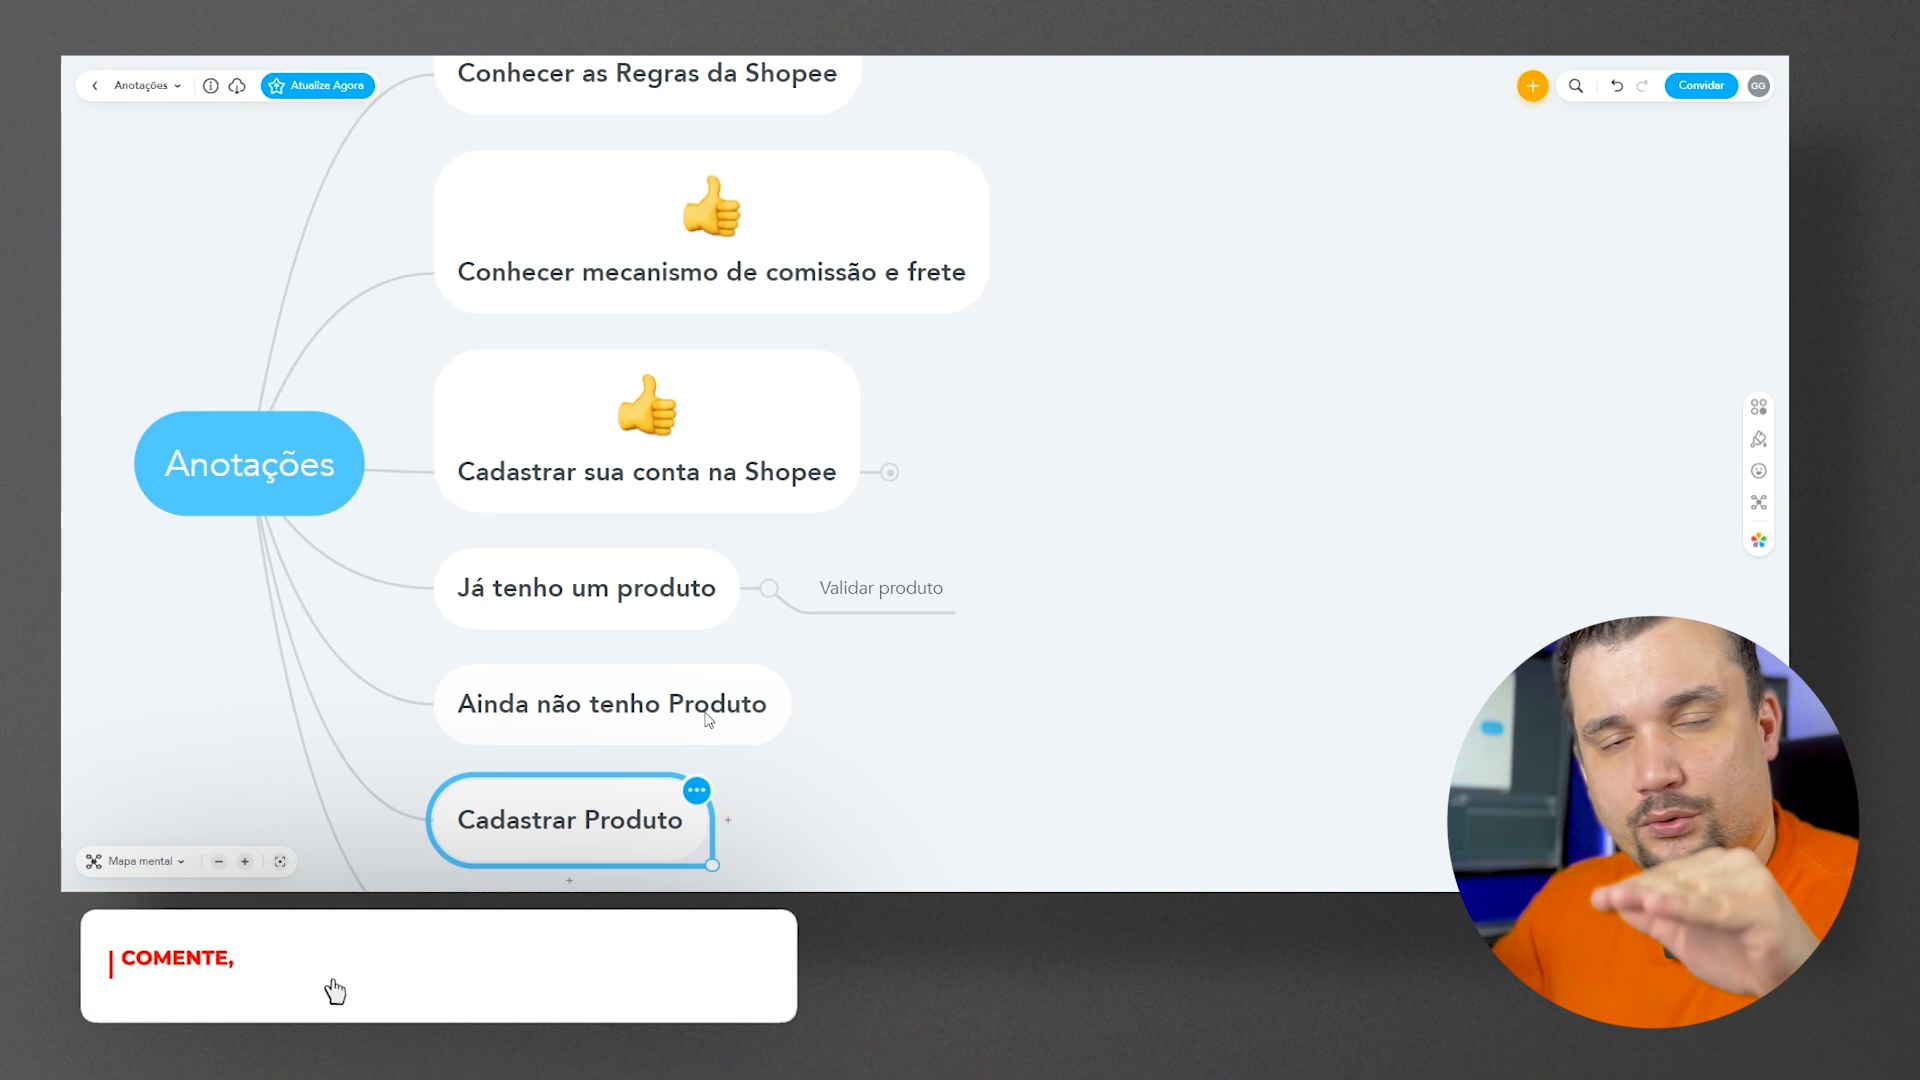 Conhecer as Regras da Shopee
Anotações
Atualize Agora
Convidar
GG
Conhecer mecanismo de comissão e frete
Cadastrar sua conta na Shopee
Anotações
Já tenho um produto
Validar produto
Ainda não tenho Produto
Cadastrar Produto
Mapa mental
COMENTE,